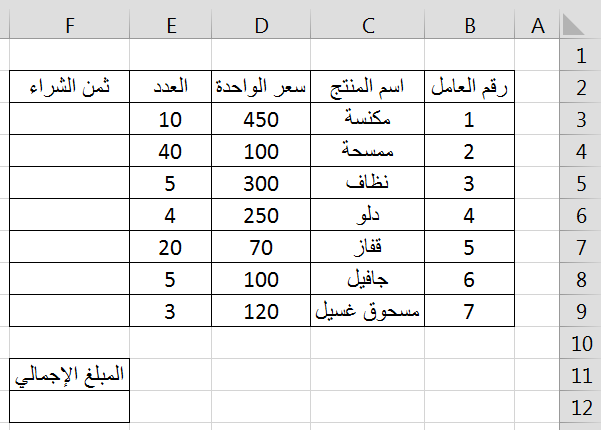 A B C D E F
1
2 رقم العامل اسم المنتج سعر الواحدة العدد ثمن الشراء
3 1 مكنسة 450 10
4 2 ممسحة 100 40
5 3 نظاف 300 5
6 4 دلو 250 4
7 5 قفاز 70 20
8 6 جافيل 100 5
9 7 مسحوق غسيل 120 3
10
11 المبلغ الإجمالي
12